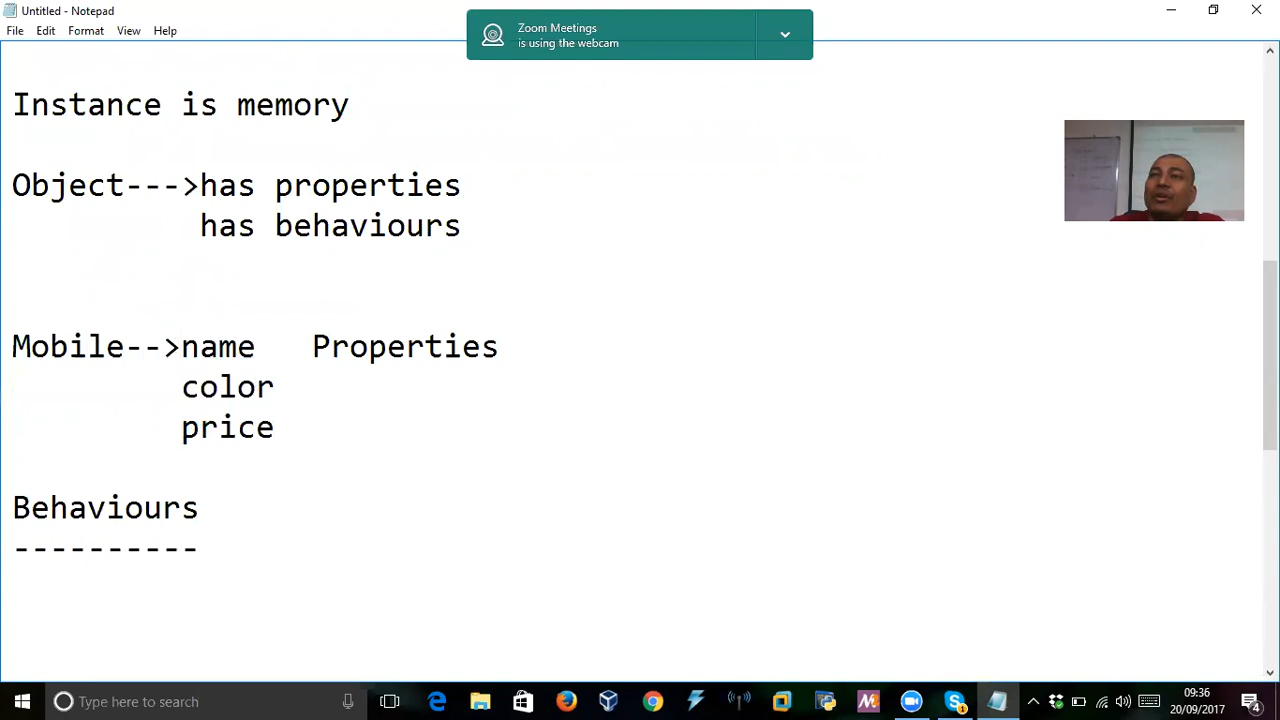 Untitled - Notepad
File Edit Format View Help
Zoom Meetings
is using the webcam
Instance is memory
Object--->has properties
has behaviours
Mobile-->name Properties
color
price
Behaviours
----------
Type here to search
09:36
20/09/2017
4